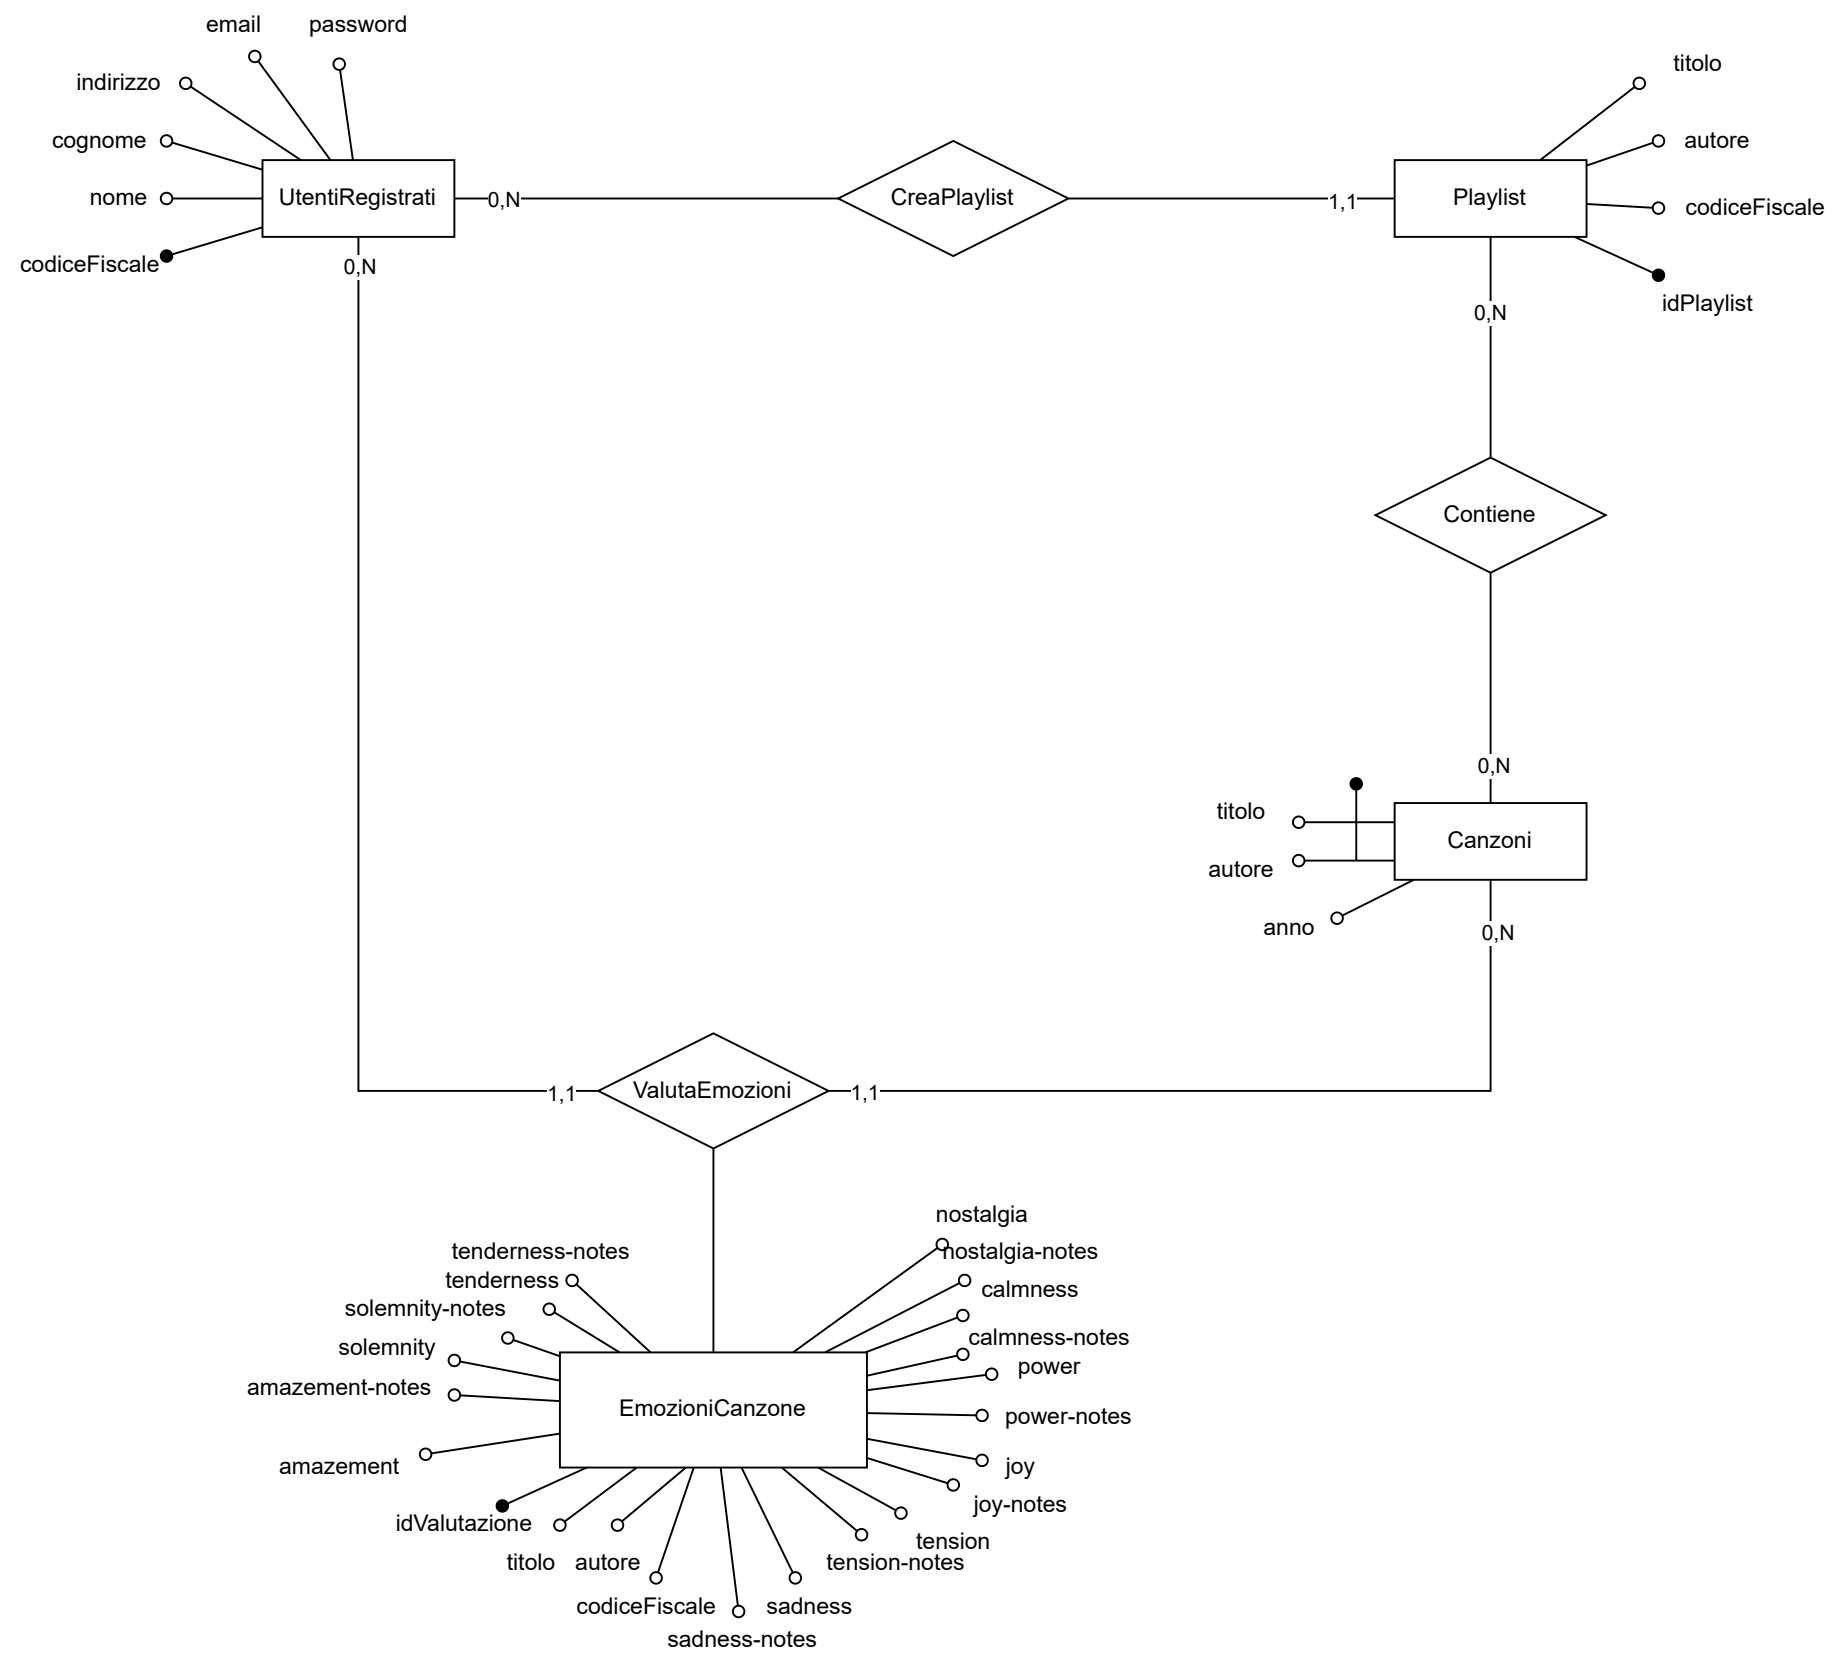 email
password
indirizzo
cognome
nome
codiceFiscale
UtentiRegistrati
0,N
0,N
CreaPlaylist
1,1
Playlist
titolo
autore
codiceFiscale
idPlaylist
0,N
Contiene
0,N
titolo
autore
anno
Canzoni
0,N
1,1
ValutaEmozioni
1,1
nostalgia
nostalgia-notes
calmness
calmness-notes
power
power-notes
joy
joy-notes
tension
tension-notes
sadness
sadness-notes
codiceFiscale
autore
titolo
idValutazione
amazement
amazement-notes
solemnity
solemnity-notes
tenderness
tenderness-notes
EmozioniCanzone